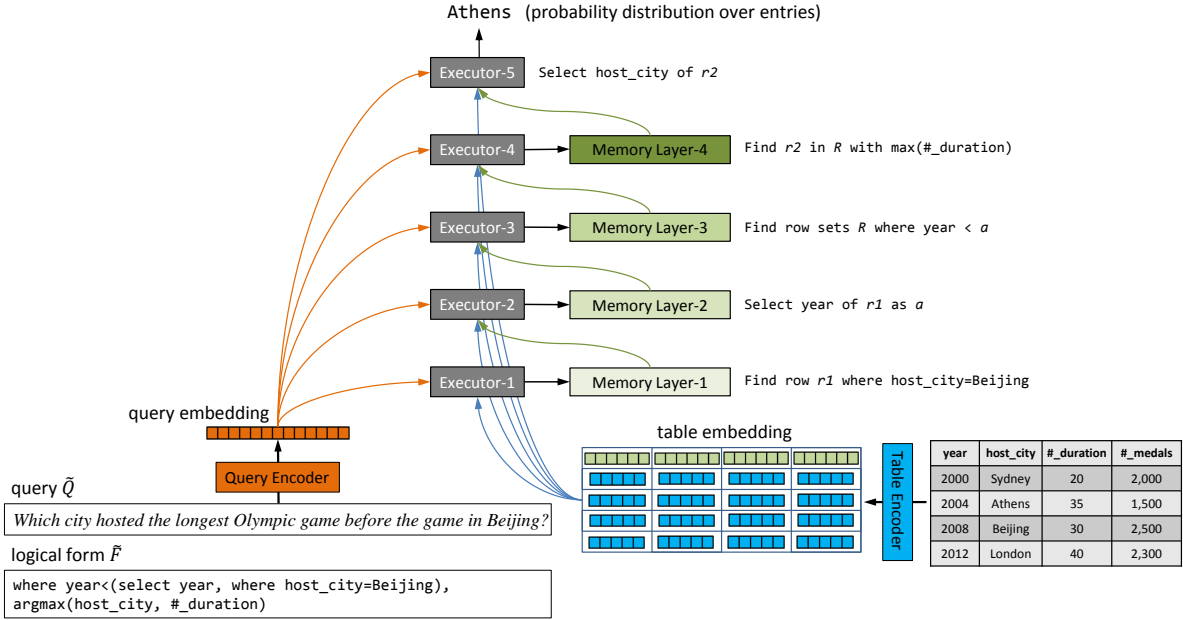 Athens (probability distribution over entries)
Executor-5
Select host_city of r2
Executor-4
Memory Layer-4
Find r2 in R with max(#_duration)
Executor-3
Memory Layer-3
Find row sets R where year < a
Executor-2
Memory Layer-2
Select year of r1 as a
Executor-1
Memory Layer-1
Find row r1 where host_city=Beijing
query embedding
Query Encoder
query Q̃
Which city hosted the longest Olympic game before the game in Beijing?
logical form F̃
where year<(select year, where host_city=Beijing),
argmax(host_city, #_duration)
table embedding
Table Encoder
year host_city #_duration #_medals
2000 Sydney 20 2,000
2004 Athens 35 1,500
2008 Beijing 30 2,500
2012 London 40 2,300